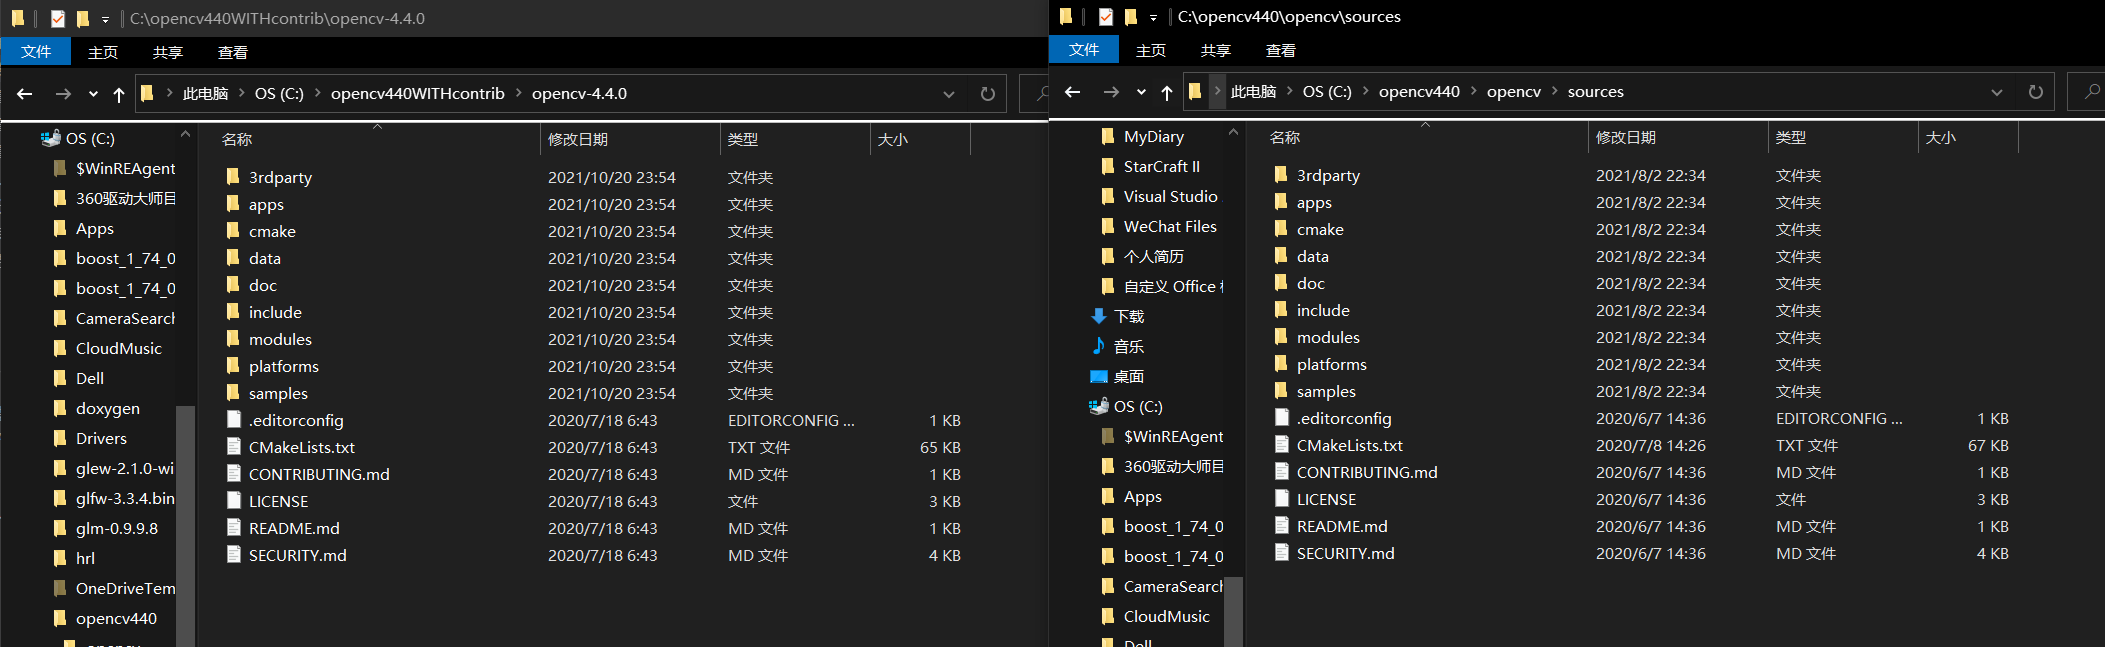 C:\opencv440WITHcontrib\opencv-4.4.0
文件 主页 共享 查看
此电脑 OS (C:) opencv440WITHcontrib opencv-4.4.0
OS (C:)
$WinREAgent
360驱动大师目
Apps
boost_1_74_0
boost_1_74_0
CameraSearch
CloudMusic
Dell
doxygen
Drivers
glew-2.1.0-wi
glfw-3.3.4.bin
glm-0.9.9.8
hrl
OneDriveTem
opencv440
opencv
名称 修改日期 类型 大小
3rdparty 2021/10/20 23:54 文件夹
apps 2021/10/20 23:54 文件夹
cmake 2021/10/20 23:54 文件夹
data 2021/10/20 23:54 文件夹
doc 2021/10/20 23:54 文件夹
include 2021/10/20 23:54 文件夹
modules 2021/10/20 23:54 文件夹
platforms 2021/10/20 23:54 文件夹
samples 2021/10/20 23:54 文件夹
.editorconfig 2020/7/18 6:43 EDITORCONFIG ... 1 KB
CMakeLists.txt 2020/7/18 6:43 TXT 文件 65 KB
CONTRIBUTING.md 2020/7/18 6:43 MD 文件 1 KB
LICENSE 2020/7/18 6:43 文件 3 KB
README.md 2020/7/18 6:43 MD 文件 1 KB
SECURITY.md 2020/7/18 6:43 MD 文件 4 KB
C:\opencv440\opencv\sources
文件 主页 共享 查看
此电脑 OS (C:) opencv440 opencv sources
MyDiary
StarCraft II
Visual Studio
WeChat Files
个人简历
自定义 Office
下载
音乐
桌面
OS (C:)
$WinREAgent
360驱动大师目
Apps
boost_1_74_0
boost_1_74_0
CameraSearch
CloudMusic
Dell
名称 修改日期 类型 大小
3rdparty 2021/8/2 22:34 文件夹
apps 2021/8/2 22:34 文件夹
cmake 2021/8/2 22:34 文件夹
data 2021/8/2 22:34 文件夹
doc 2021/8/2 22:34 文件夹
include 2021/8/2 22:34 文件夹
modules 2021/8/2 22:34 文件夹
platforms 2021/8/2 22:34 文件夹
samples 2021/8/2 22:34 文件夹
.editorconfig 2020/6/7 14:36 EDITORCONFIG ... 1 KB
CMakeLists.txt 2020/7/8 14:26 TXT 文件 67 KB
CONTRIBUTING.md 2020/6/7 14:36 MD 文件 1 KB
LICENSE 2020/6/7 14:36 文件 3 KB
README.md 2020/6/7 14:36 MD 文件 1 KB
SECURITY.md 2020/6/7 14:36 MD 文件 4 KB